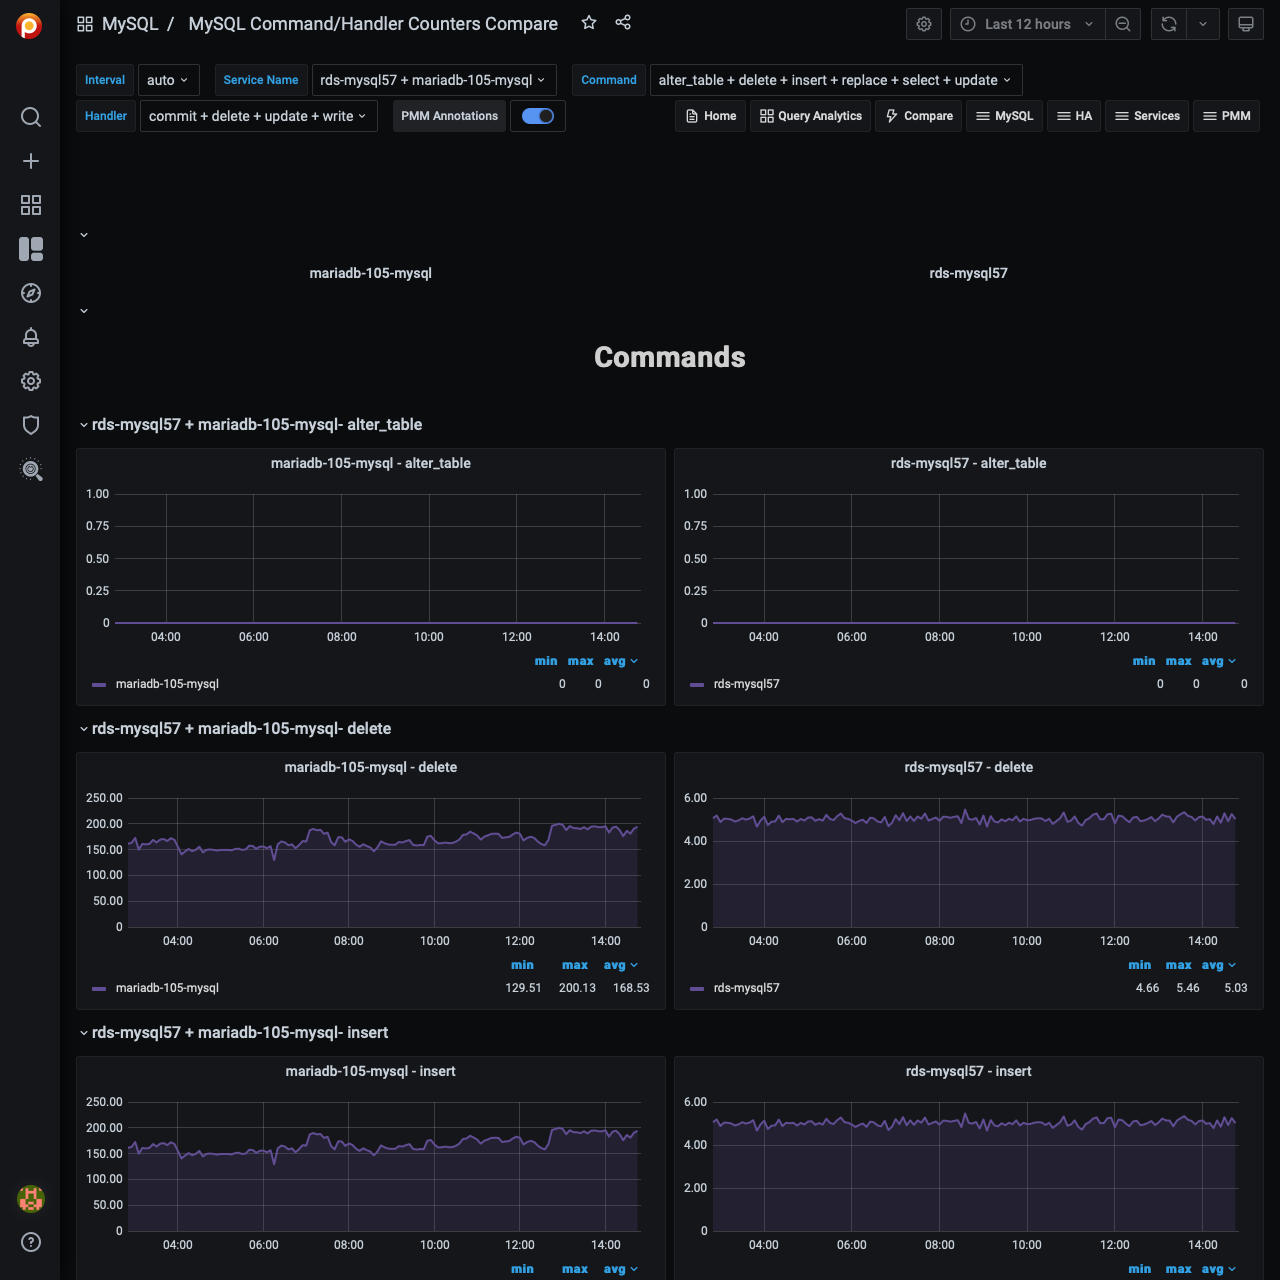 MySQL / MySQL Command/Handler Counters Compare
Last 12 hours
Interval auto Service Name rds-mysql57 + mariadb-105-mysql Command alter_table + delete + insert + replace + select + update
Handler commit + delete + update + write PMM Annotations Home Query Analytics Compare MySQL HA Services PMM
mariadb-105-mysql
rds-mysql57
Commands
rds-mysql57 + mariadb-105-mysql- alter_table
mariadb-105-mysql - alter_table
1.00
0.75
0.50
0.25
0
04:00 06:00 08:00 10:00 12:00 14:00
min max avg
mariadb-105-mysql 0 0 0
rds-mysql57 - alter_table
1.00
0.75
0.50
0.25
0
04:00 06:00 08:00 10:00 12:00 14:00
min max avg
rds-mysql57 0 0 0
rds-mysql57 + mariadb-105-mysql- delete
mariadb-105-mysql - delete
250.00
200.00
150.00
100.00
50.00
0
04:00 06:00 08:00 10:00 12:00 14:00
min max avg
mariadb-105-mysql 129.51 200.13 168.53
rds-mysql57 - delete
6.00
4.00
2.00
0
04:00 06:00 08:00 10:00 12:00 14:00
min max avg
rds-mysql57 4.66 5.46 5.03
rds-mysql57 + mariadb-105-mysql- insert
mariadb-105-mysql - insert
250.00
200.00
150.00
100.00
50.00
0
04:00 06:00 08:00 10:00 12:00 14:00
min max avg
rds-mysql57 - insert
6.00
4.00
2.00
0
04:00 06:00 08:00 10:00 12:00 14:00
min max avg